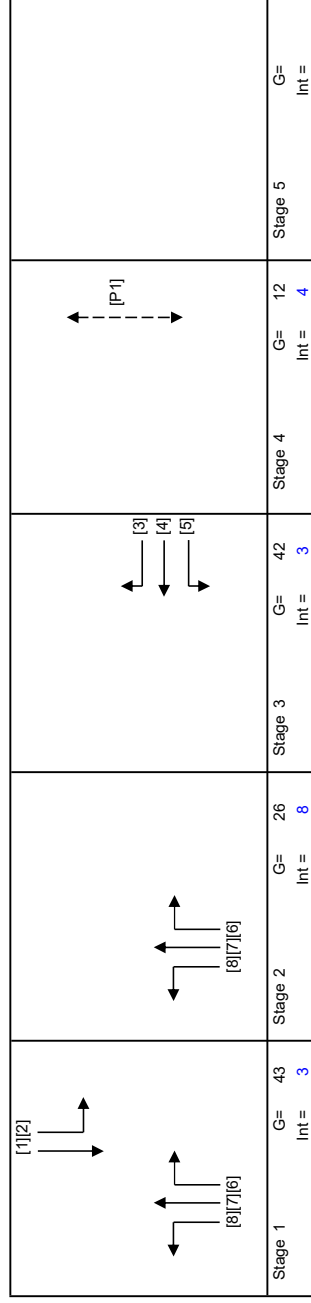 [1][2]
[8][7][6]
Stage 1 G= 43
Int = 3
[8][7][6]
Stage 2 G= 26
Int = 8
[3]
[4]
[5]
Stage 3 G= 42
Int = 3
[P1]
Stage 4 G= 12
Int = 4
Stage 5 G=
Int =